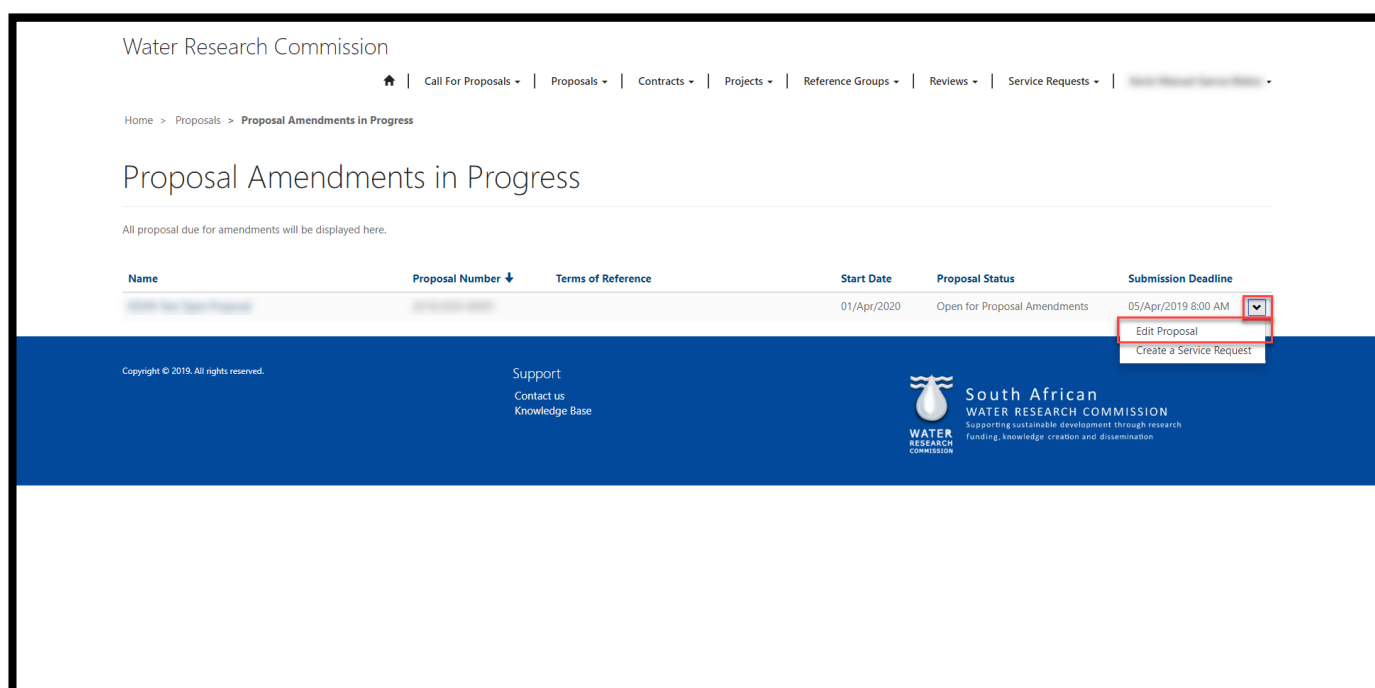 Water Research Commission
Call For Proposals
Proposals
Contracts
Projects
Reference Groups
Reviews
Service Requests
Home > Proposals > Proposal Amendments in Progress
Proposal Amendments in Progress
All proposal due for amendments will be displayed here.
Name Proposal Number Terms of Reference Start Date Proposal Status Submission Deadline
01/Apr/2020 Open for Proposal Amendments 05/Apr/2019 8:00 AM
Edit Proposal
Create a Service Request
Copyright © 2019. All rights reserved.
Support
Contact us
Knowledge Base
WATER
RESEARCH
COMMISSION
South African
WATER RESEARCH COMMISSION
Supporting sustainable development through research
funding, knowledge creation and dissemination